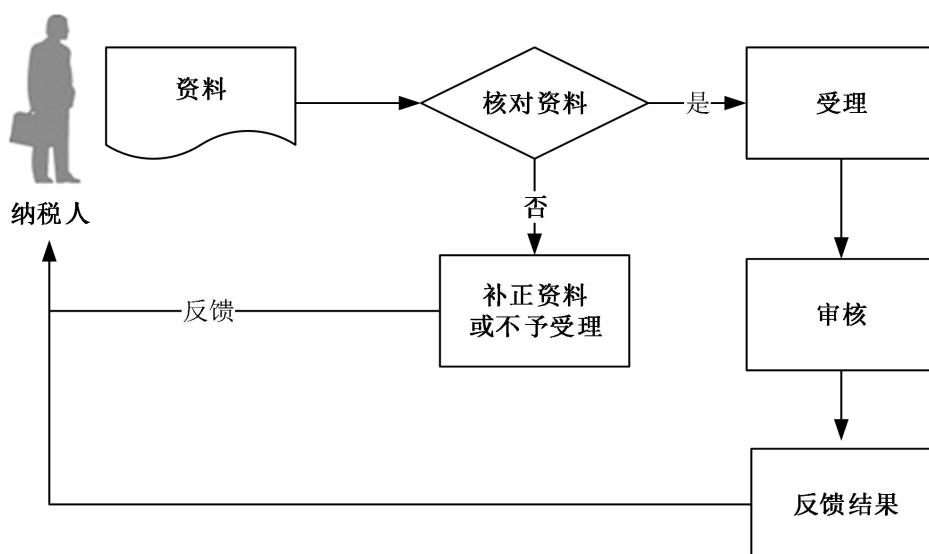 资料
核对资料
是
受理
纳税人
否
补正资料
或不予受理
反馈
审核
反馈结果